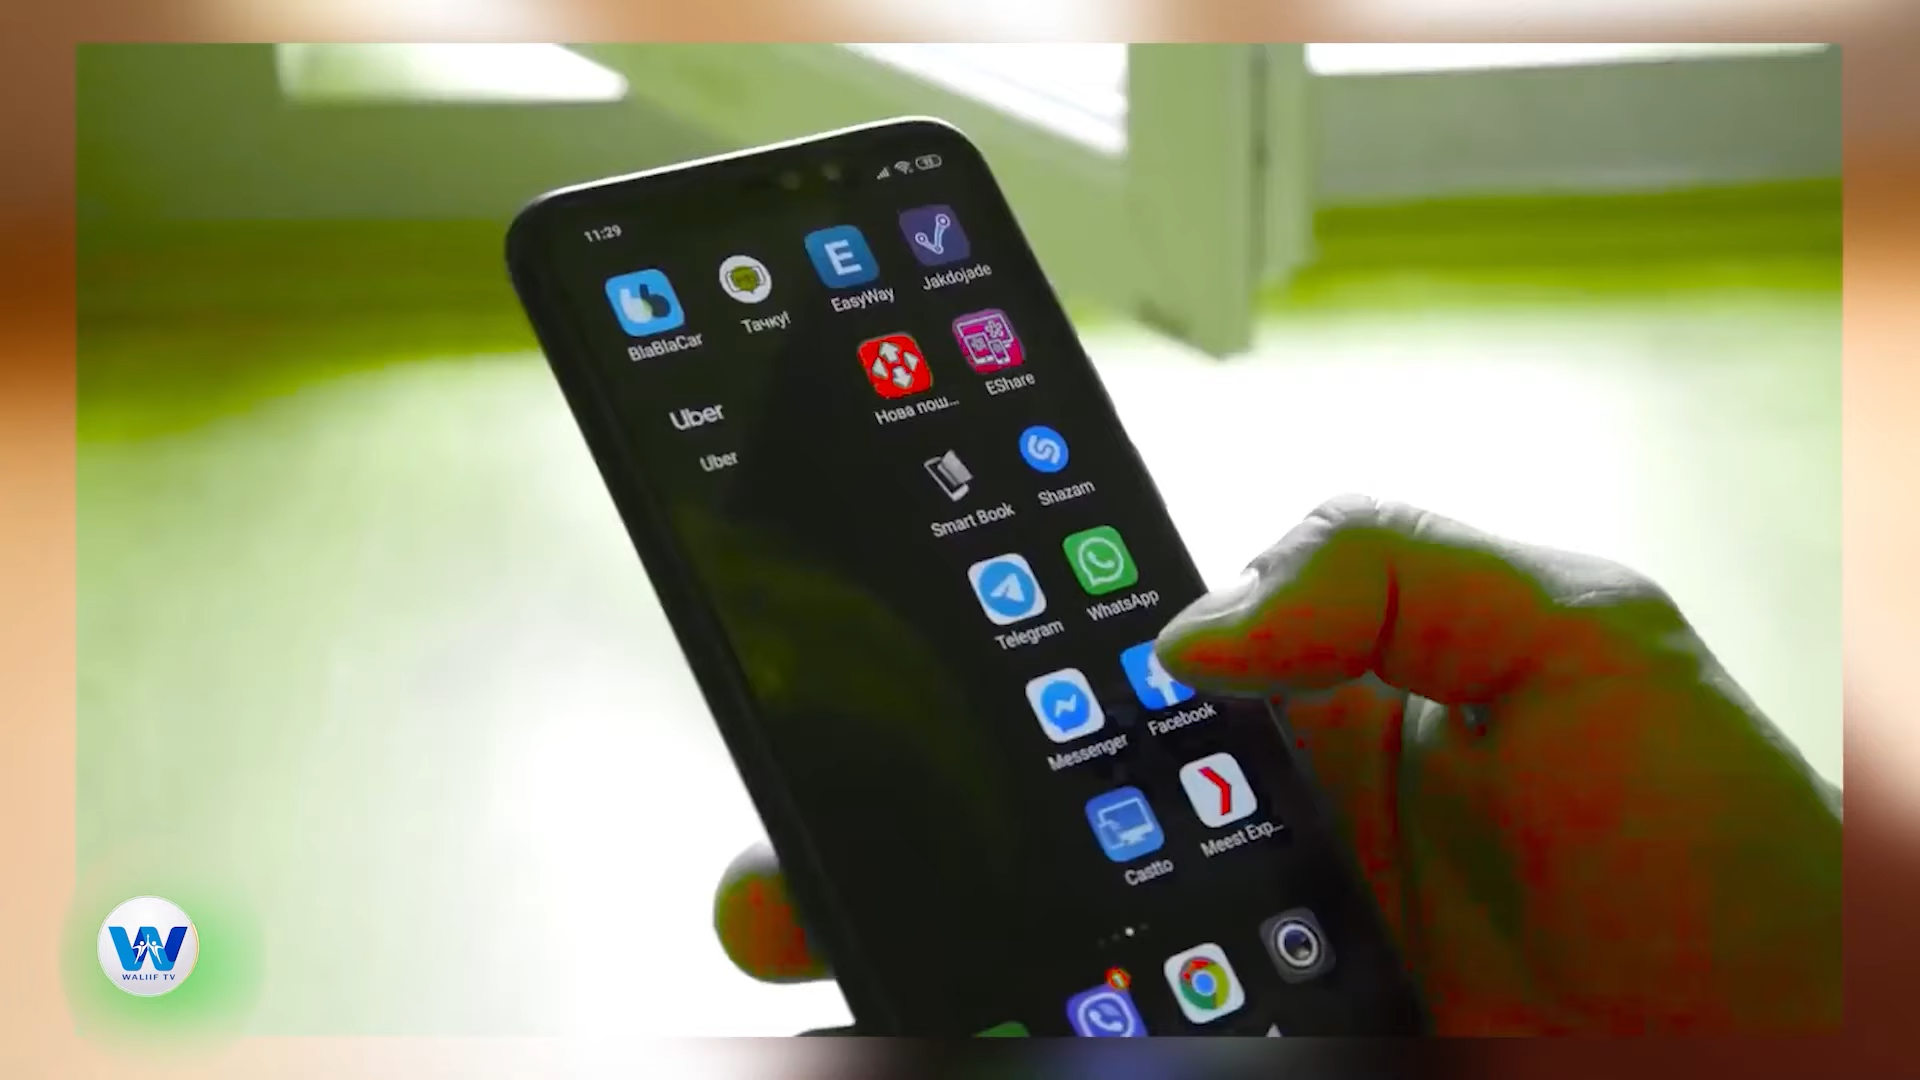 11:29
BlaBlaCar
Тачку!
E
EasyWay
Jakdojade
Нова пош...
EShare
Uber
Uber
Smart Book
Shazam
Telegram
WhatsApp
Messenger
Facebook
Castto
Meest Exp...
W
WALIIF TV